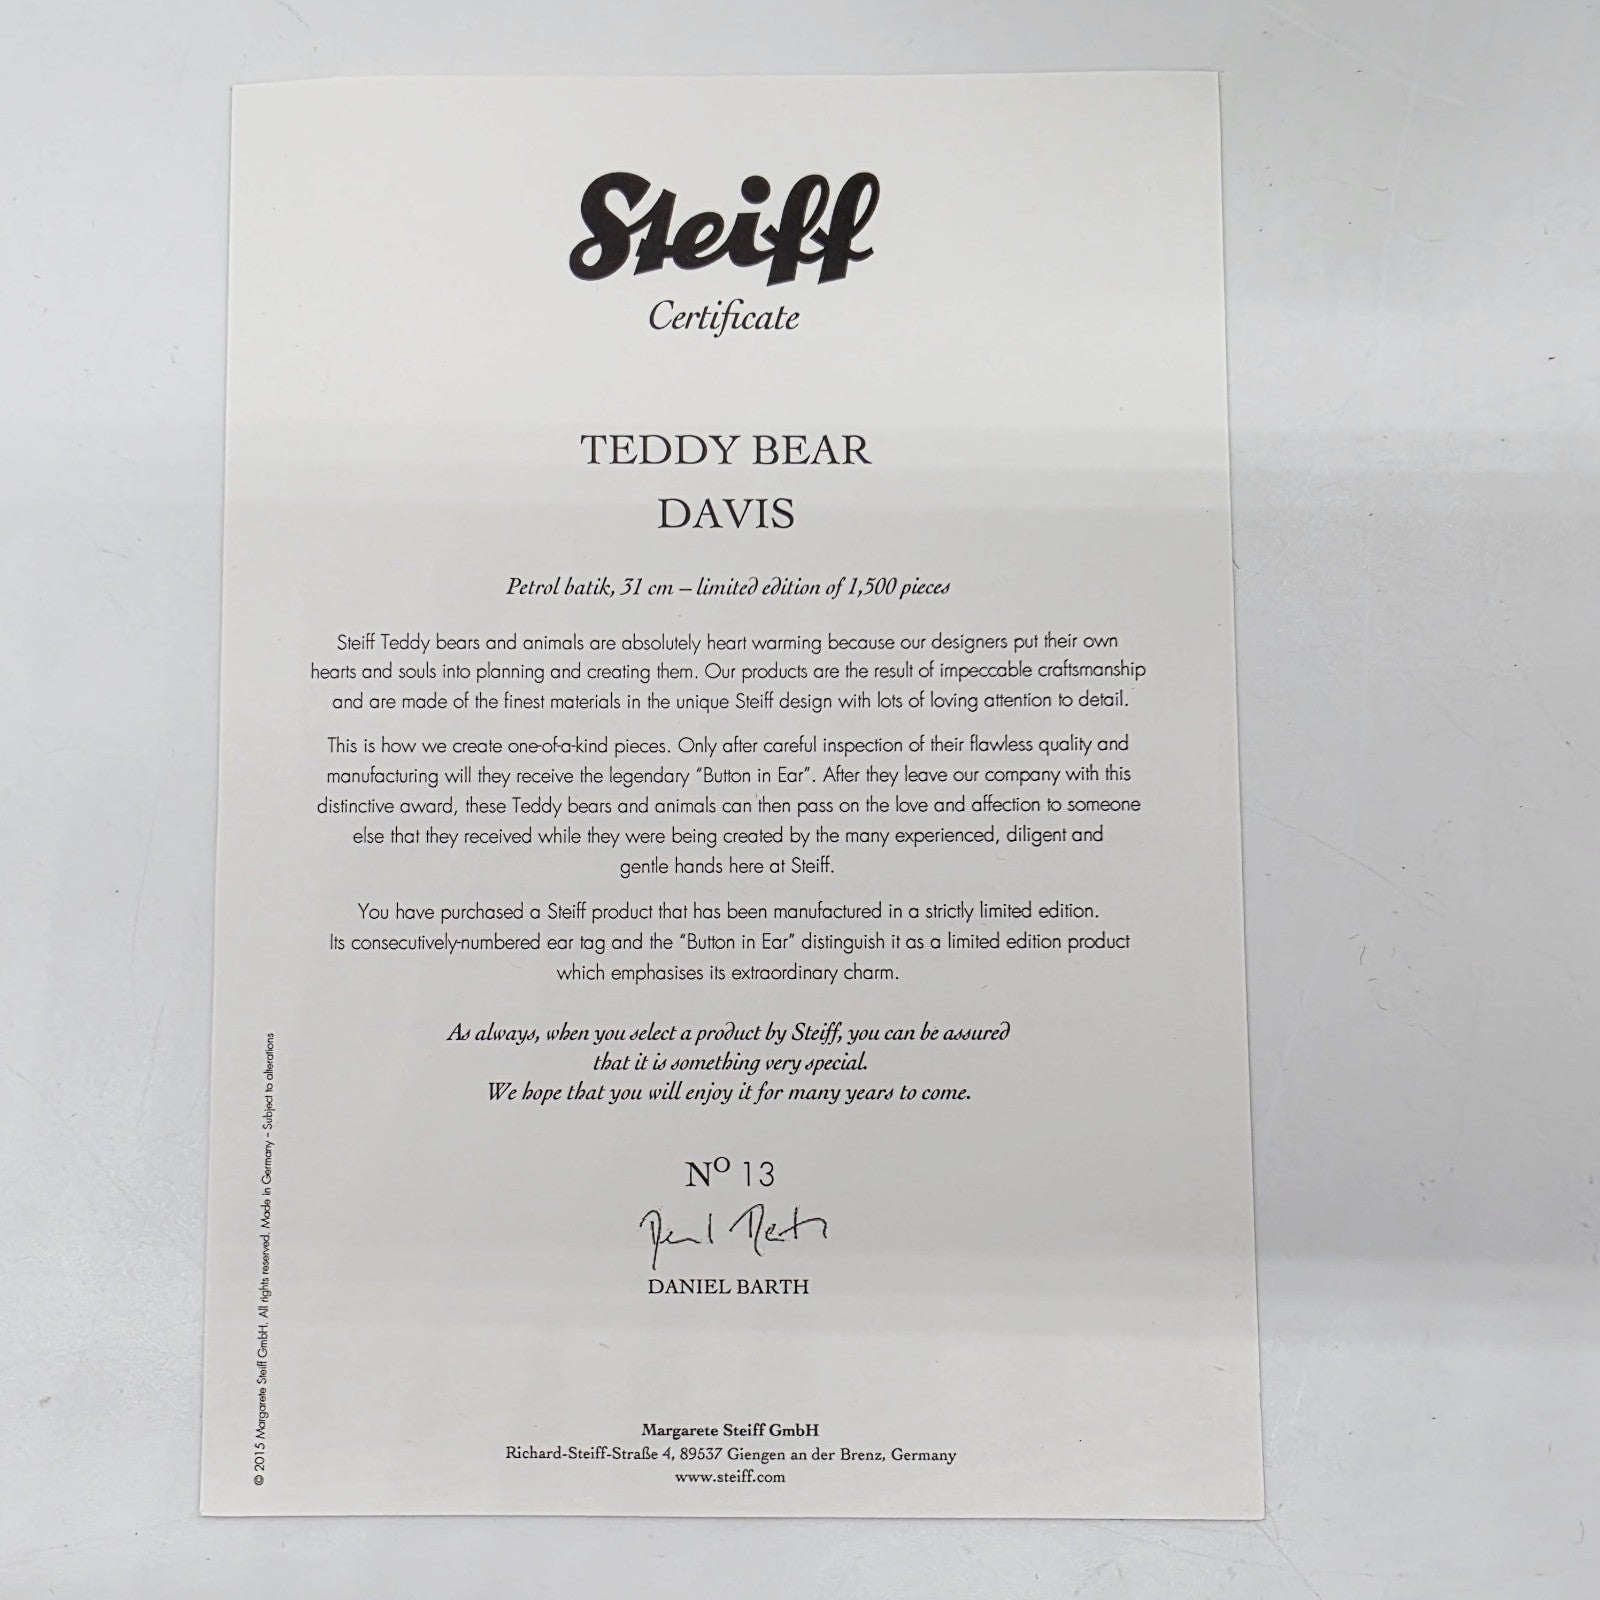 Steiff
Certificate
TEDDY BEAR
DAVIS
Petrol batik, 31 cm – limited edition of 1,500 pieces
Steiff Teddy bears and animals are absolutely heart warming because our designers put their own
hearts and souls into planning and creating them. Our products are the result of impeccable craftsmanship
and are made of the finest materials in the unique Steiff design with lots of loving attention to detail.
This is how we create one-of-a-kind pieces. Only after careful inspection of their flawless quality and
manufacturing will they receive the legendary “Button in Ear”. After they leave our company with this
distinctive award, these Teddy bears and animals can then pass on the love and affection to someone
else that they received while they were being created by the many experienced, diligent and
gentle hands here at Steiff.
You have purchased a Steiff product that has been manufactured in a strictly limited edition.
Its consecutively-numbered ear tag and the “Button in Ear” distinguish it as a limited edition product
which emphasises its extraordinary charm.
As always, when you select a product by Steiff, you can be assured
that it is something very special.
We hope that you will enjoy it for many years to come.
Nº 13
DANIEL BARTH
Margarete Steiff GmbH
Richard-Steiff-Straße 4, 89537 Giengen an der Brenz, Germany
www.steiff.com
© 2015 Margarete Steiff GmbH. All rights reserved. Made in Germany – Subject to alterations